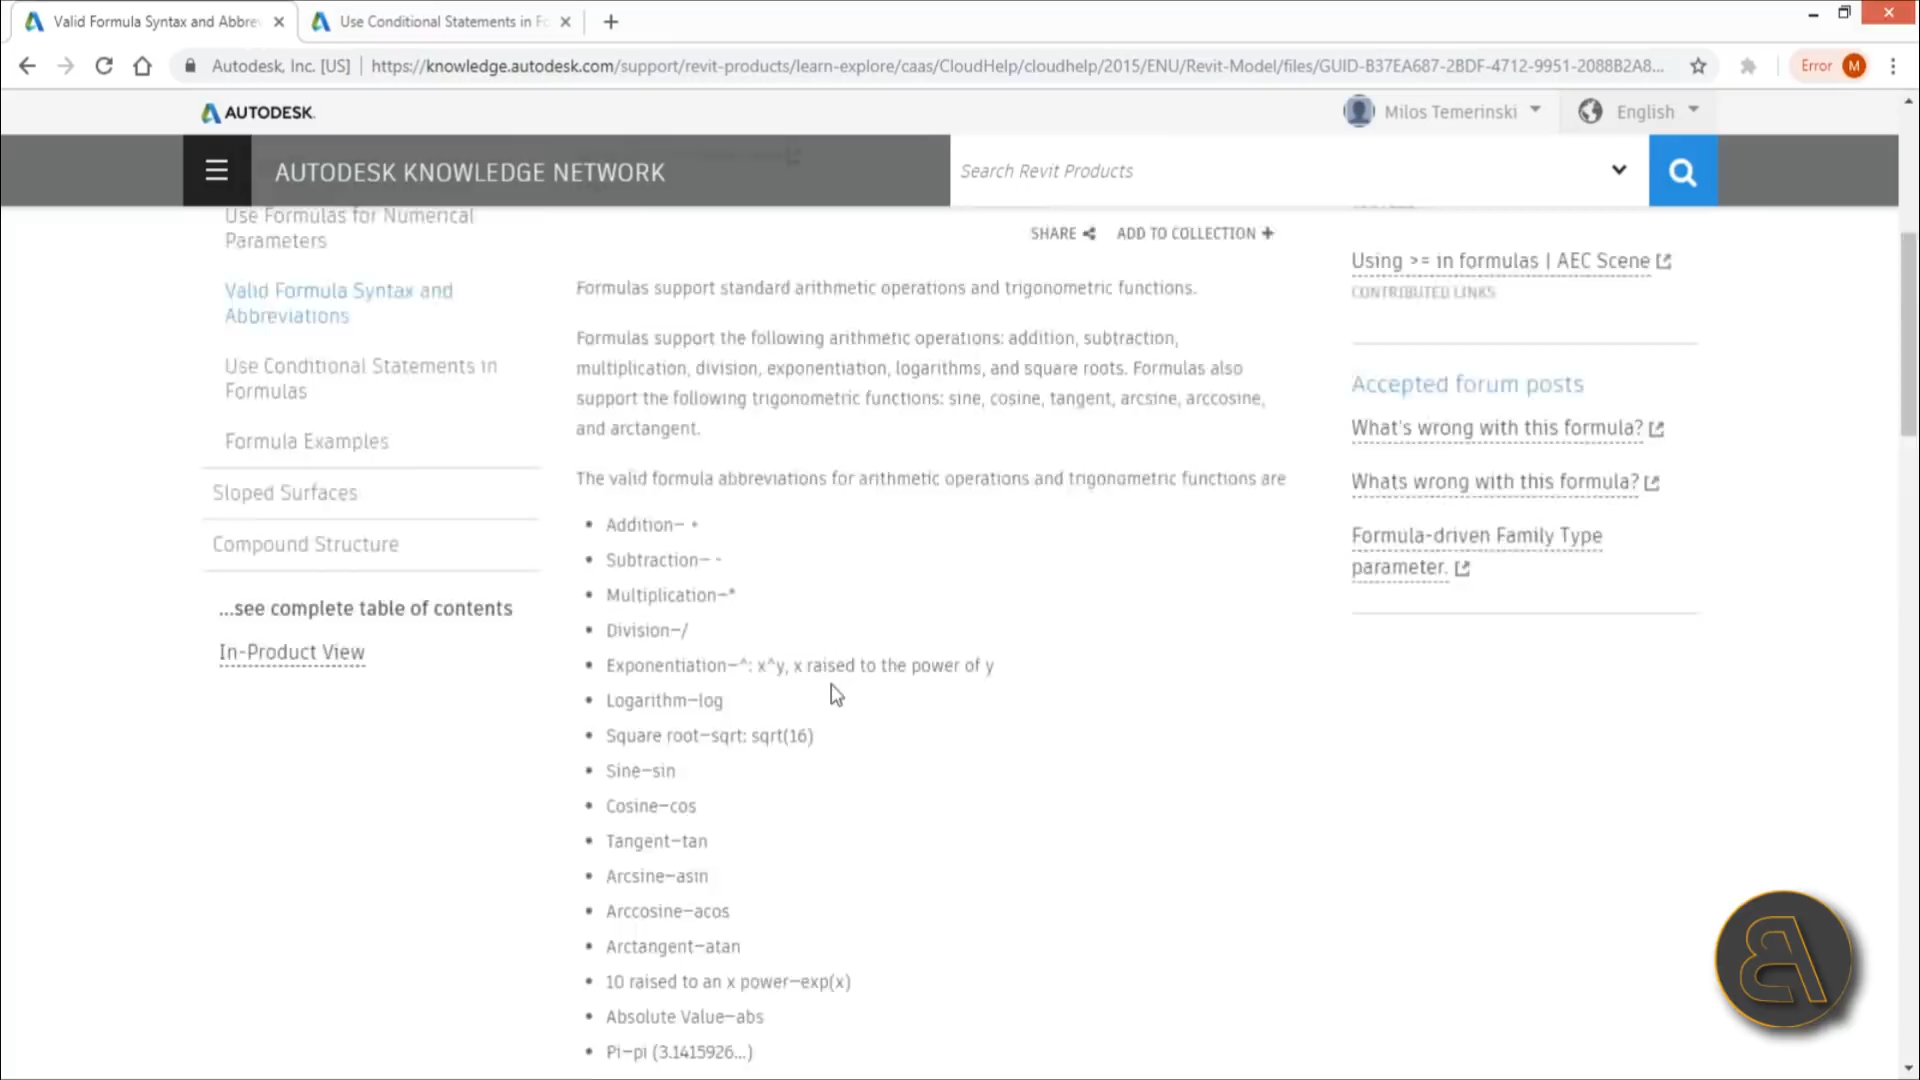 Valid Formula Syntax and Abbre
Use Conditional Statements in Fo
Autodesk, Inc. [US]
https://knowledge.autodesk.com/support/revit-products/learn-explore/caas/CloudHelp/cloudhelp/2015/ENU/Revit-Model/files/GUID-B37EA687-2BDF-4712-9951-2088B2A8...
Error M
AUTODESK.
Milos Temerinski
English
AUTODESK KNOWLEDGE NETWORK
Search Revit Products
Use Formulas for Numerical
Parameters
Valid Formula Syntax and
Abbreviations
Use Conditional Statements in
Formulas
Formula Examples
Sloped Surfaces
Compound Structure
...see complete table of contents
In-Product View
SHARE ADD TO COLLECTION +
Formulas support standard arithmetic operations and trigonometric functions.
Formulas support the following arithmetic operations: addition, subtraction,
multiplication, division, exponentiation, logarithms, and square roots. Formulas also
support the following trigonometric functions: sine, cosine, tangent, arcsine, arccosine,
and arctangent.
The valid formula abbreviations for arithmetic operations and trigonometric functions are
• Addition— +
• Subtraction— -
• Multiplication—*
• Division—/
• Exponentiation—^: x^y, x raised to the power of y
• Logarithm—log
• Square root—sqrt: sqrt(16)
• Sine—sin
• Cosine—cos
• Tangent—tan
• Arcsine—asin
• Arccosine—acos
• Arctangent—atan
• 10 raised to an x power—exp(x)
• Absolute Value—abs
• Pi—pi (3.1415926...)
Using >= in formulas | AEC Scene
CONTRIBUTED LINKS
Accepted forum posts
What's wrong with this formula?
Whats wrong with this formula?
Formula-driven Family Type
parameter.